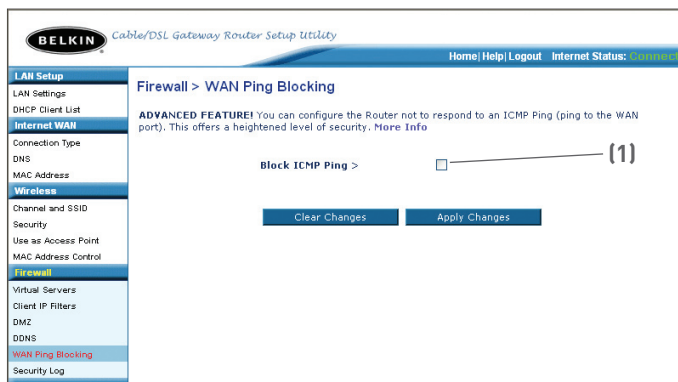 BELKIN
Cable/DSL Gateway Router Setup Utility
Home| Help| Logout Internet Status: Connect
LAN Setup
LAN Settings
DHCP Client List
Internet WAN
Connection Type
DNS
MAC Address
Wireless
Channel and SSID
Security
Use as Access Point
MAC Address Control
Firewall
Virtual Servers
Client IP Filters
DMZ
DDNS
WAN Ping Blocking
Security Log
Firewall > WAN Ping Blocking
ADVANCED FEATURE! You can configure the Router not to respond to an ICMP Ping (ping to the WAN
port). This offers a heightened level of security. More Info
Block ICMP Ping >
(1)
Clear Changes
Apply Changes